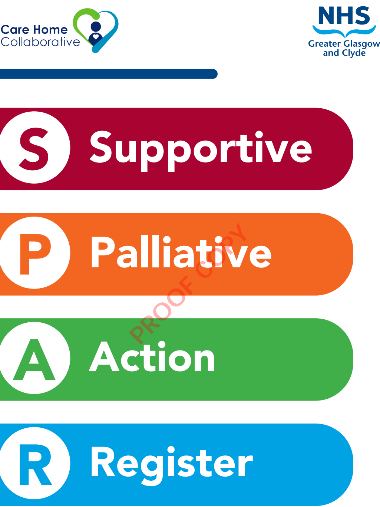 Care Home
Collaborative
NHS
Greater Glasgow
and Clyde
S Supportive
P Palliative
PROOF COPY
A Action
R Register